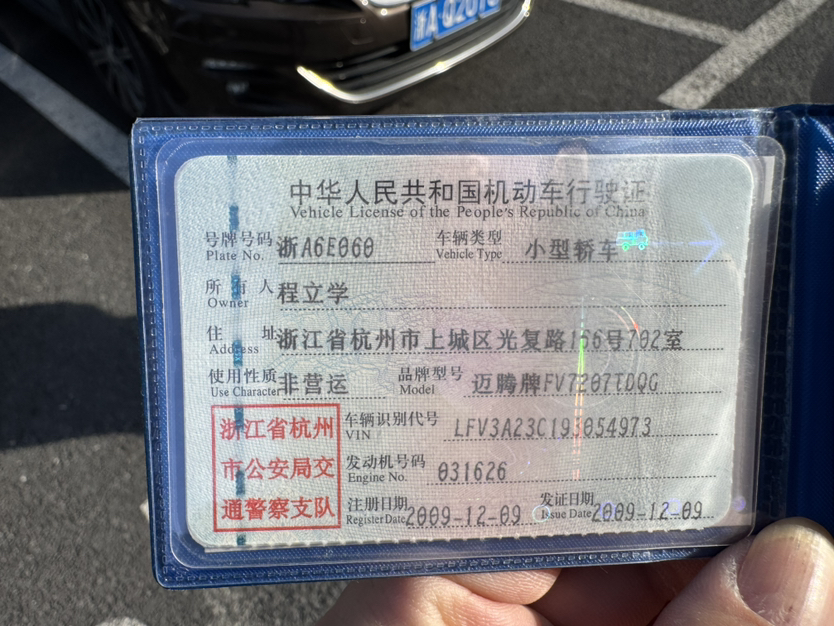 中华人民共和国机动车行驶证
Vehicle License of the People's Republic of China
号牌号码 浙A6E060 车辆类型 小型轿车
Plate No. Vehicle Type
所有人 程立学
Owner
住址 浙江省杭州市上城区光复路166号702室
Address
使用性质 非营运 品牌型号 迈腾牌FV7207TDQG
Use Character Model
浙江省杭州
市公安局交
通警察支队
车辆识别代号 LFV3A23C193054973
VIN
发动机号码 031626
Engine No.
注册日期 2009-12-09 发证日期 2009-12-09
Register Date Issue Date